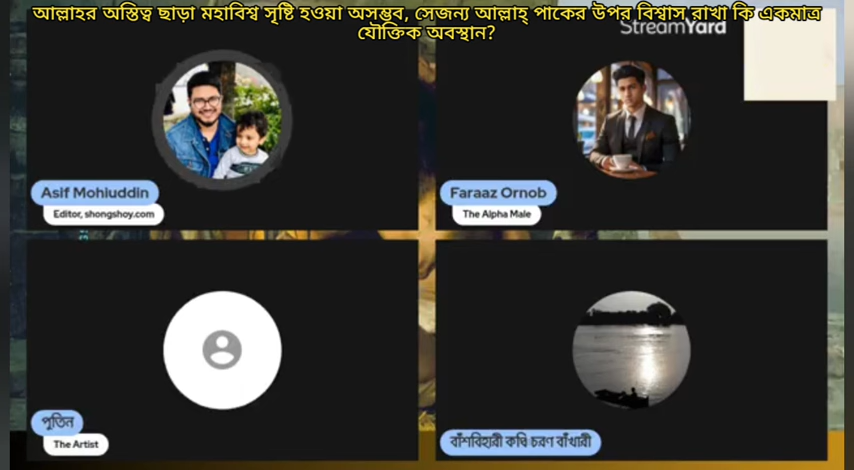 আল্লাহর অস্তিত্ব ছাড়া মহাবিশ্ব সৃষ্টি হওয়া অসম্ভব, সেজন্য আল্লাহ্ পাকের উপর বিশ্বাস রাখা কি একমাত্র
যৌক্তিক অবস্থান?
StreamYard
Asif Mohiuddin
Editor, shongshoy.com
Faraaz Ornob
The Alpha Male
পুতিন
The Artist
বাঁশবিহারী কম্বি চরণ বাঁখারী